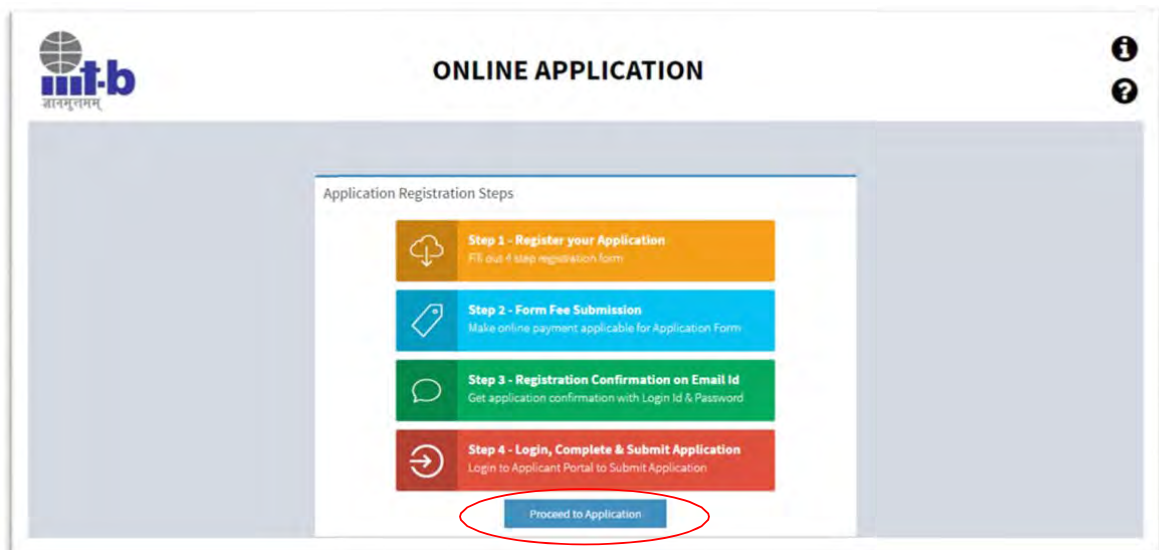 iiit-b
ज्ञानमुत्तमम्
ONLINE APPLICATION
Application Registration Steps
Step 1 - Register your Application
Fill out 4 step registration form
Step 2 - Form Fee Submission
Make online payment applicable for Application Form
Step 3 - Registration Confirmation on Email Id
Get application confirmation with Login Id & Password
Step 4 - Login, Complete & Submit Application
Login to Applicant Portal to Submit Application
Proceed to Application